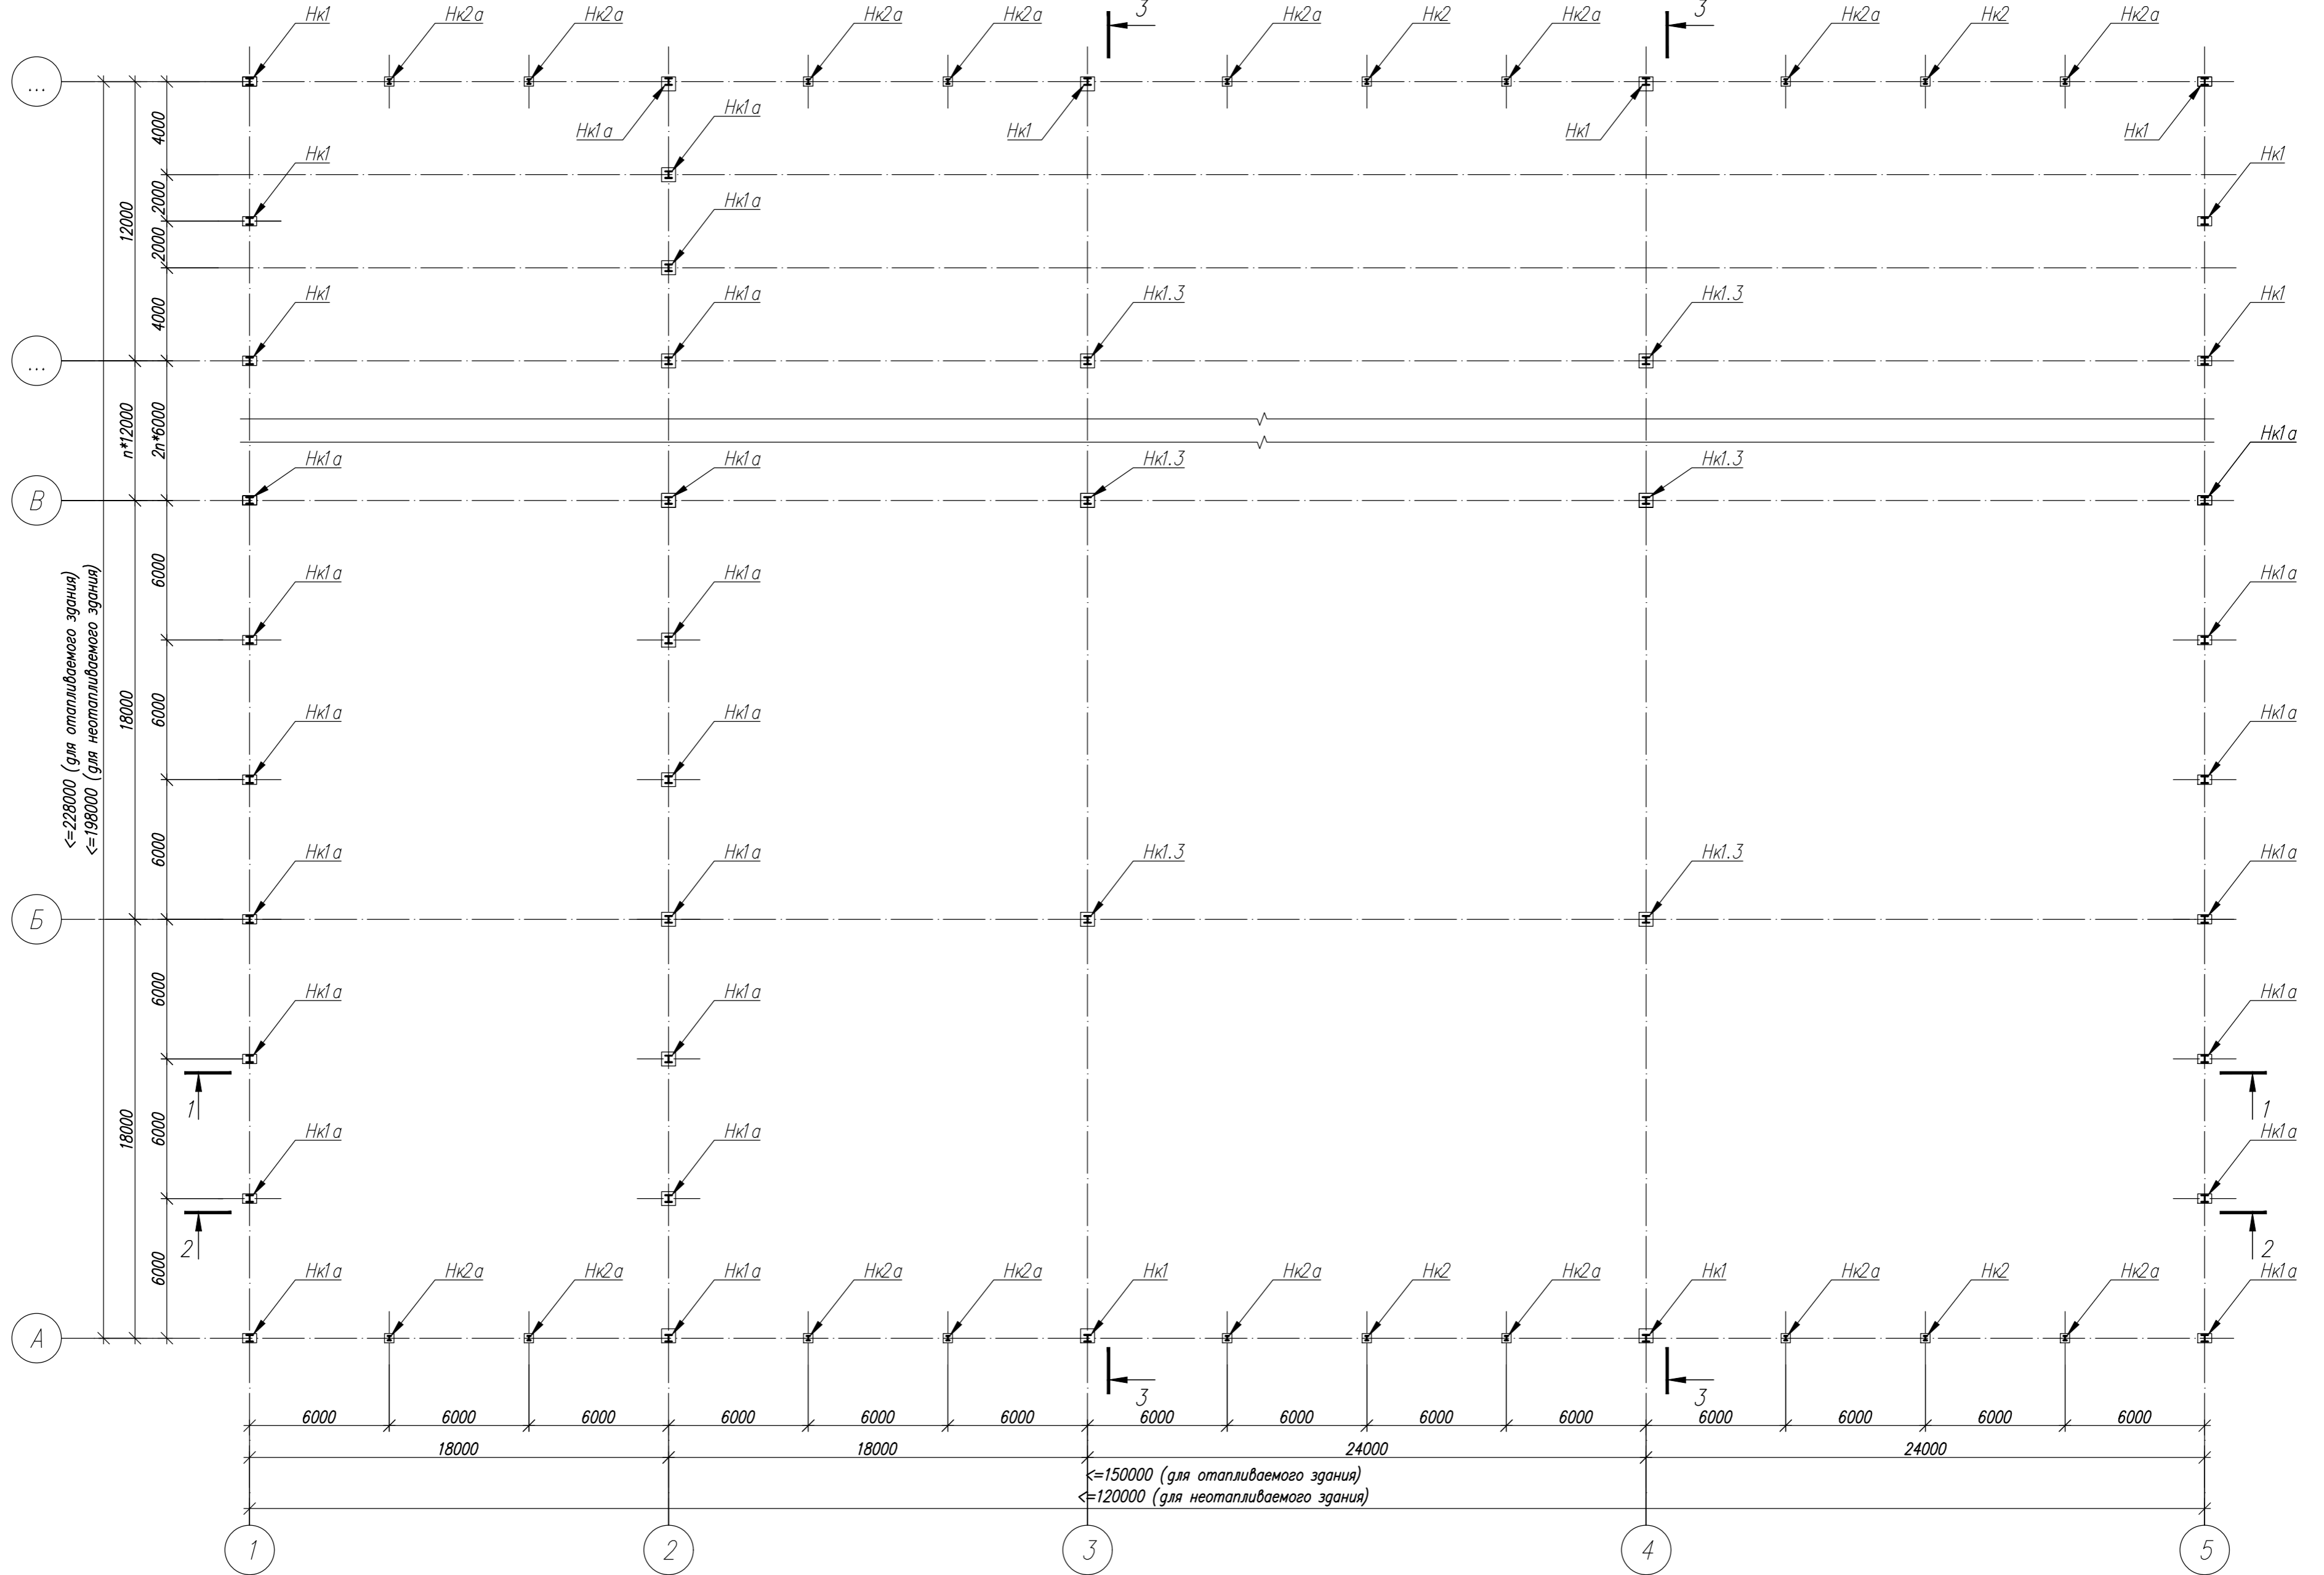 Нк1 Нк2а Нк2а Нк2а Нк2а 3 Нк2а Нк2 Нк2а 3 Нк2а Нк2 Нк2а
...
Нк1а Нк1а Нк1 Нк1 Нк1
4000
Нк1 Нк1
2000
Нк1а
12000
2000
Нк1 Нк1а Нк1.3 Нк1.3 Нк1
4000
...
n*12000
2n*6000
Нк1а
Нк1а Нк1а Нк1.3 Нк1.3
В
6000
Нк1а Нк1а Нк1а
<=228000 (для отапливаемого здания)
<=198000 (для неотапливаемого здания)
18000
6000
Нк1а Нк1а Нк1а
6000
Нк1а Нк1а Нк1.3 Нк1.3 Нк1а
Б
6000
Нк1а Нк1а Нк1а
1 1
18000
6000
Нк1а Нк1а Нк1а
2 2
6000
Нк1а Нк2а Нк2а Нк1а Нк2а Нк2а Нк1 Нк2а Нк2 Нк2а Нк1 Нк2а Нк2 Нк2а Нк1а
А
3 3
6000 6000 6000 6000 6000 6000 6000 6000 6000 6000 6000 6000 6000 6000
18000 18000 24000 24000
<=150000 (для отапливаемого здания)
<=120000 (для неотапливаемого здания)
1 2 3 4 5